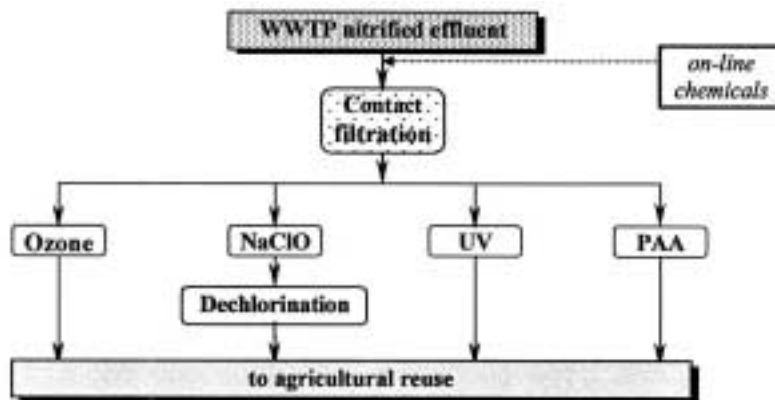 WWTP nitrified effluent
on-line
chemicals
Contact
filtration
Ozone
NaClO
UV
PAA
Dechlorination
to agricultural reuse